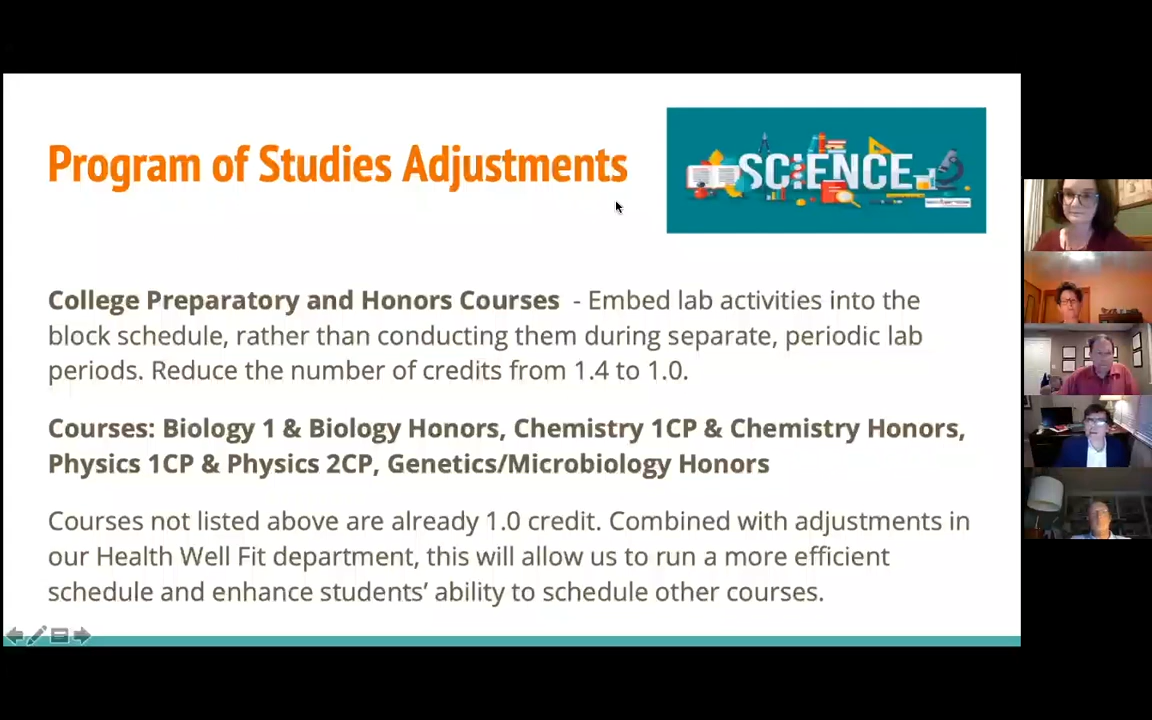 Program of Studies Adjustments
SCIENCE
College Preparatory and Honors Courses - Embed lab activities into the
block schedule, rather than conducting them during separate, periodic lab
periods. Reduce the number of credits from 1.4 to 1.0.
Courses: Biology 1 & Biology Honors, Chemistry 1CP & Chemistry Honors,
Physics 1CP & Physics 2CP, Genetics/Microbiology Honors
Courses not listed above are already 1.0 credit. Combined with adjustments in
our Health Well Fit department, this will allow us to run a more efficient
schedule and enhance students’ ability to schedule other courses.